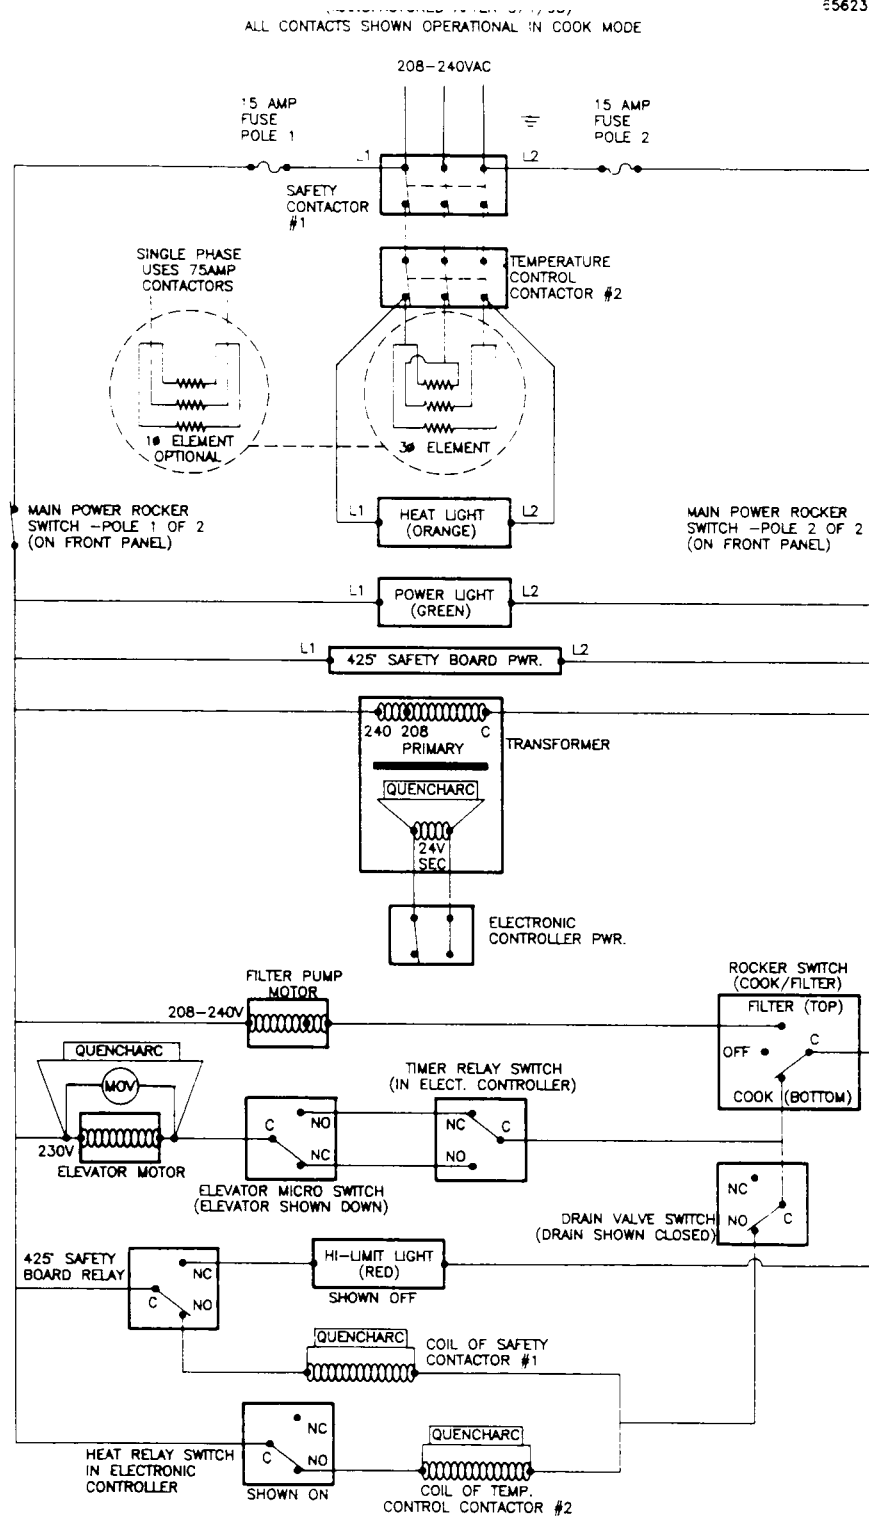 ALL CONTACTS SHOWN OPERATIONAL IN COOK MODE
208-240VAC
15 AMP
FUSE
POLE 1
15 AMP
FUSE
POLE 2
L1
L2
SAFETY
CONTACTOR
#1
SINGLE PHASE
USES 75AMP
CONTACTORS
TEMPERATURE
CONTROL
CONTACTOR #2
1Ø ELEMENT
OPTIONAL
3Ø ELEMENT
MAIN POWER ROCKER
SWITCH -POLE 1 OF 2
(ON FRONT PANEL)
L1
HEAT LIGHT
(ORANGE)
L2
MAIN POWER ROCKER
SWITCH -POLE 2 OF 2
(ON FRONT PANEL)
L1
POWER LIGHT
(GREEN)
L2
L1
425° SAFETY BOARD PWR.
L2
240 208 C
PRIMARY
TRANSFORMER
QUENCHARC
24V
SEC
ELECTRONIC
CONTROLLER PWR.
FILTER PUMP
MOTOR
208-240V
ROCKER SWITCH
(COOK/FILTER)
FILTER (TOP)
OFF
C
COOK (BOTTOM)
QUENCHARC
MOV
230V
ELEVATOR MOTOR
TIMER RELAY SWITCH
(IN ELECT. CONTROLLER)
C
NO
NC
NC
C
NO
ELEVATOR MICRO SWITCH
(ELEVATOR SHOWN DOWN)
NC
NO
C
DRAIN VALVE SWITCH
(DRAIN SHOWN CLOSED)
425° SAFETY
BOARD RELAY
NC
C
NO
HI-LIMIT LIGHT
(RED)
SHOWN OFF
QUENCHARC
COIL OF SAFETY
CONTACTOR #1
NC
C
NO
HEAT RELAY SWITCH
IN ELECTRONIC
CONTROLLER
SHOWN ON
QUENCHARC
COIL OF TEMP.
CONTROL CONTACTOR #2